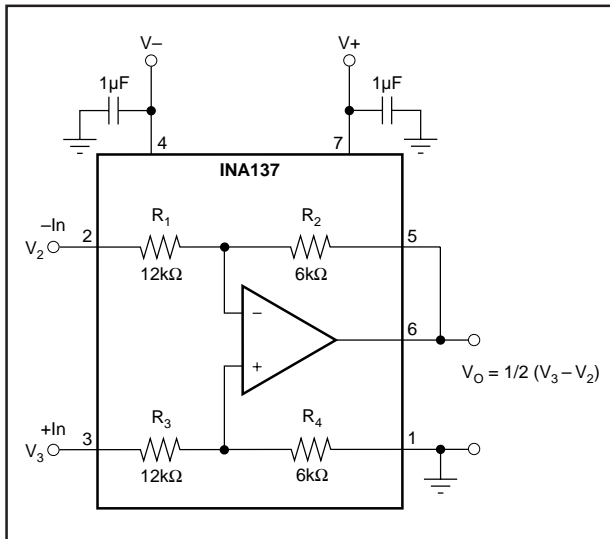 V– V+
1µF 1µF
4 7
INA137
–In R1 R2
V2 2 5
12kΩ 6kΩ
–
6
+
VO = 1/2 (V3 – V2)
+In R3 R4
V3 3 1
12kΩ 6kΩ